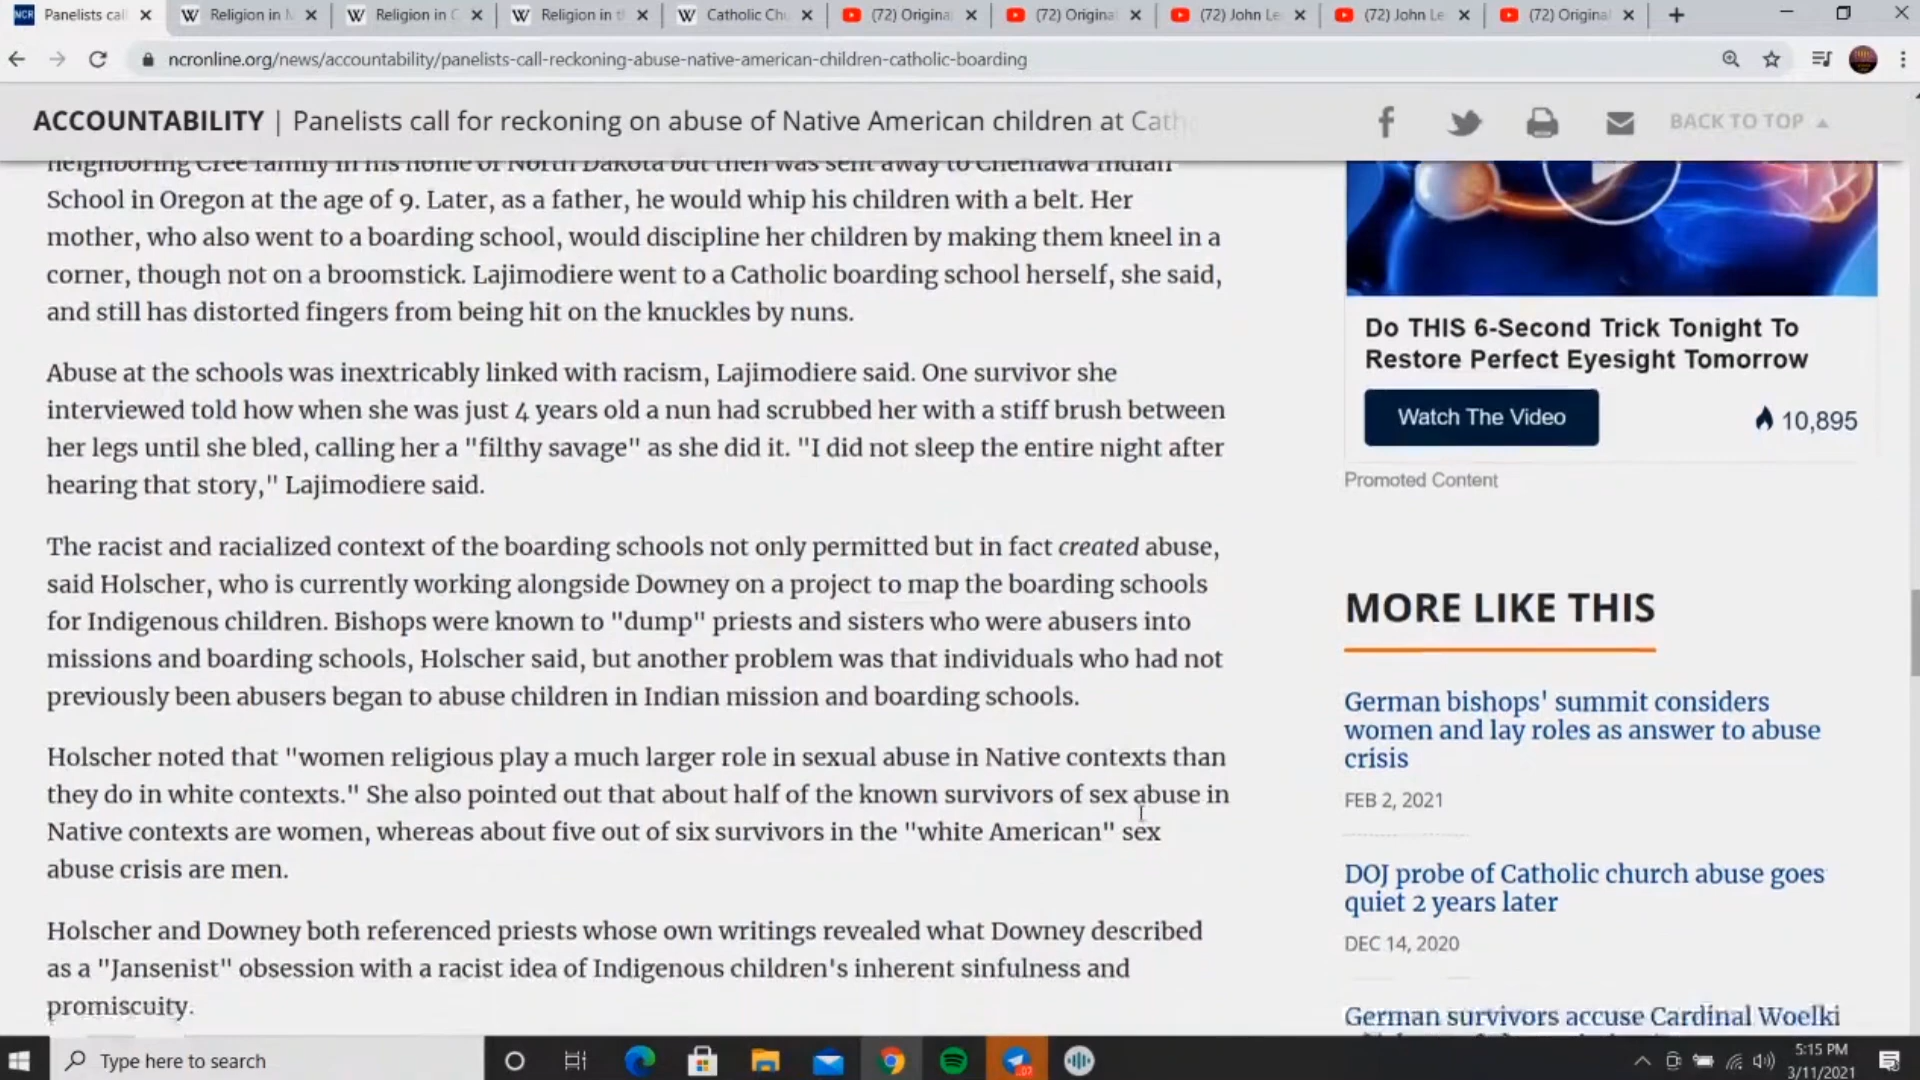 Panelists call
Religion in
Religion in
Religion in t
Catholic Chu
(72) Origina
(72) Origina
(72) John Le
(72) John Le
(72) Origina
ncronline.org/news/accountability/panelists-call-reckoning-abuse-native-american-children-catholic-boarding
ACCOUNTABILITY | Panelists call for reckoning on abuse of Native American children at Cath
BACK TO TOP
neighboring Cree family in his home of North Dakota but then was sent away to Chemawa Indian
School in Oregon at the age of 9. Later, as a father, he would whip his children with a belt. Her
mother, who also went to a boarding school, would discipline her children by making them kneel in a
corner, though not on a broomstick. Lajimodiere went to a Catholic boarding school herself, she said,
and still has distorted fingers from being hit on the knuckles by nuns.
Abuse at the schools was inextricably linked with racism, Lajimodiere said. One survivor she
interviewed told how when she was just 4 years old a nun had scrubbed her with a stiff brush between
her legs until she bled, calling her a "filthy savage" as she did it. "I did not sleep the entire night after
hearing that story," Lajimodiere said.
The racist and racialized context of the boarding schools not only permitted but in fact created abuse,
said Holscher, who is currently working alongside Downey on a project to map the boarding schools
for Indigenous children. Bishops were known to "dump" priests and sisters who were abusers into
missions and boarding schools, Holscher said, but another problem was that individuals who had not
previously been abusers began to abuse children in Indian mission and boarding schools.
Holscher noted that "women religious play a much larger role in sexual abuse in Native contexts than
they do in white contexts." She also pointed out that about half of the known survivors of sex abuse in
Native contexts are women, whereas about five out of six survivors in the "white American" sex
abuse crisis are men.
Holscher and Downey both referenced priests whose own writings revealed what Downey described
as a "Jansenist" obsession with a racist idea of Indigenous children's inherent sinfulness and
promiscuity.
Do THIS 6-Second Trick Tonight To
Restore Perfect Eyesight Tomorrow
Watch The Video
10,895
Promoted Content
MORE LIKE THIS
German bishops' summit considers
women and lay roles as answer to abuse
crisis
FEB 2, 2021
DOJ probe of Catholic church abuse goes
quiet 2 years later
DEC 14, 2020
German survivors accuse Cardinal Woelki
Type here to search
5:15 PM
3/11/2021